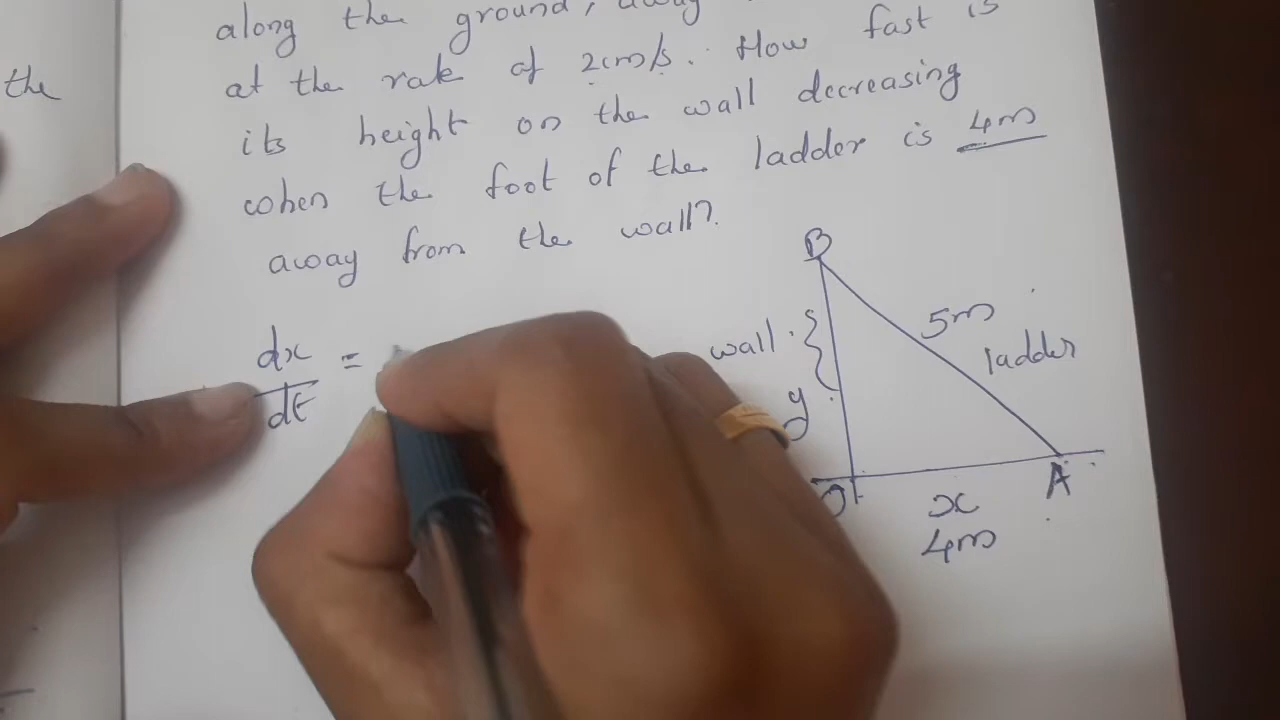 along the ground, away
the at the rate of 2cm/s. How fast is
its height on the wall decreasing
when the foot of the ladder is 4m
away from the wall?
B
5m
ladder
wall
y
dx/dt =
A
x
4m